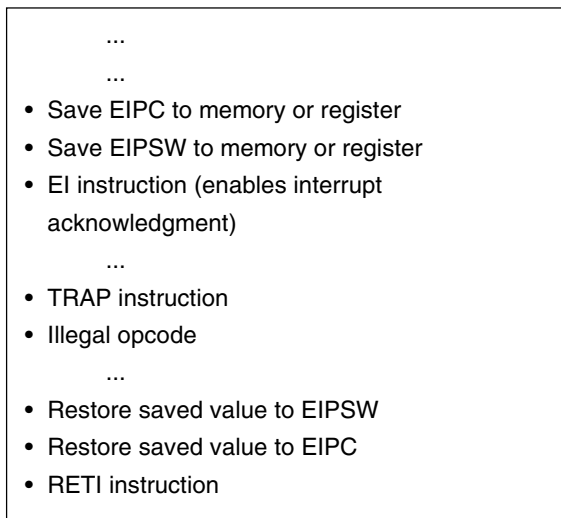 ...
...
• Save EIPC to memory or register
• Save EIPSW to memory or register
• EI instruction (enables interrupt
acknowledgment)
...
• TRAP instruction
• Illegal opcode
...
• Restore saved value to EIPSW
• Restore saved value to EIPC
• RETI instruction